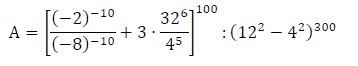 A = [(-2)^{-10}/(-8)^{-10} + 3 · 32^6/4^5]^{100} : (12^2 − 4^2)^{300}